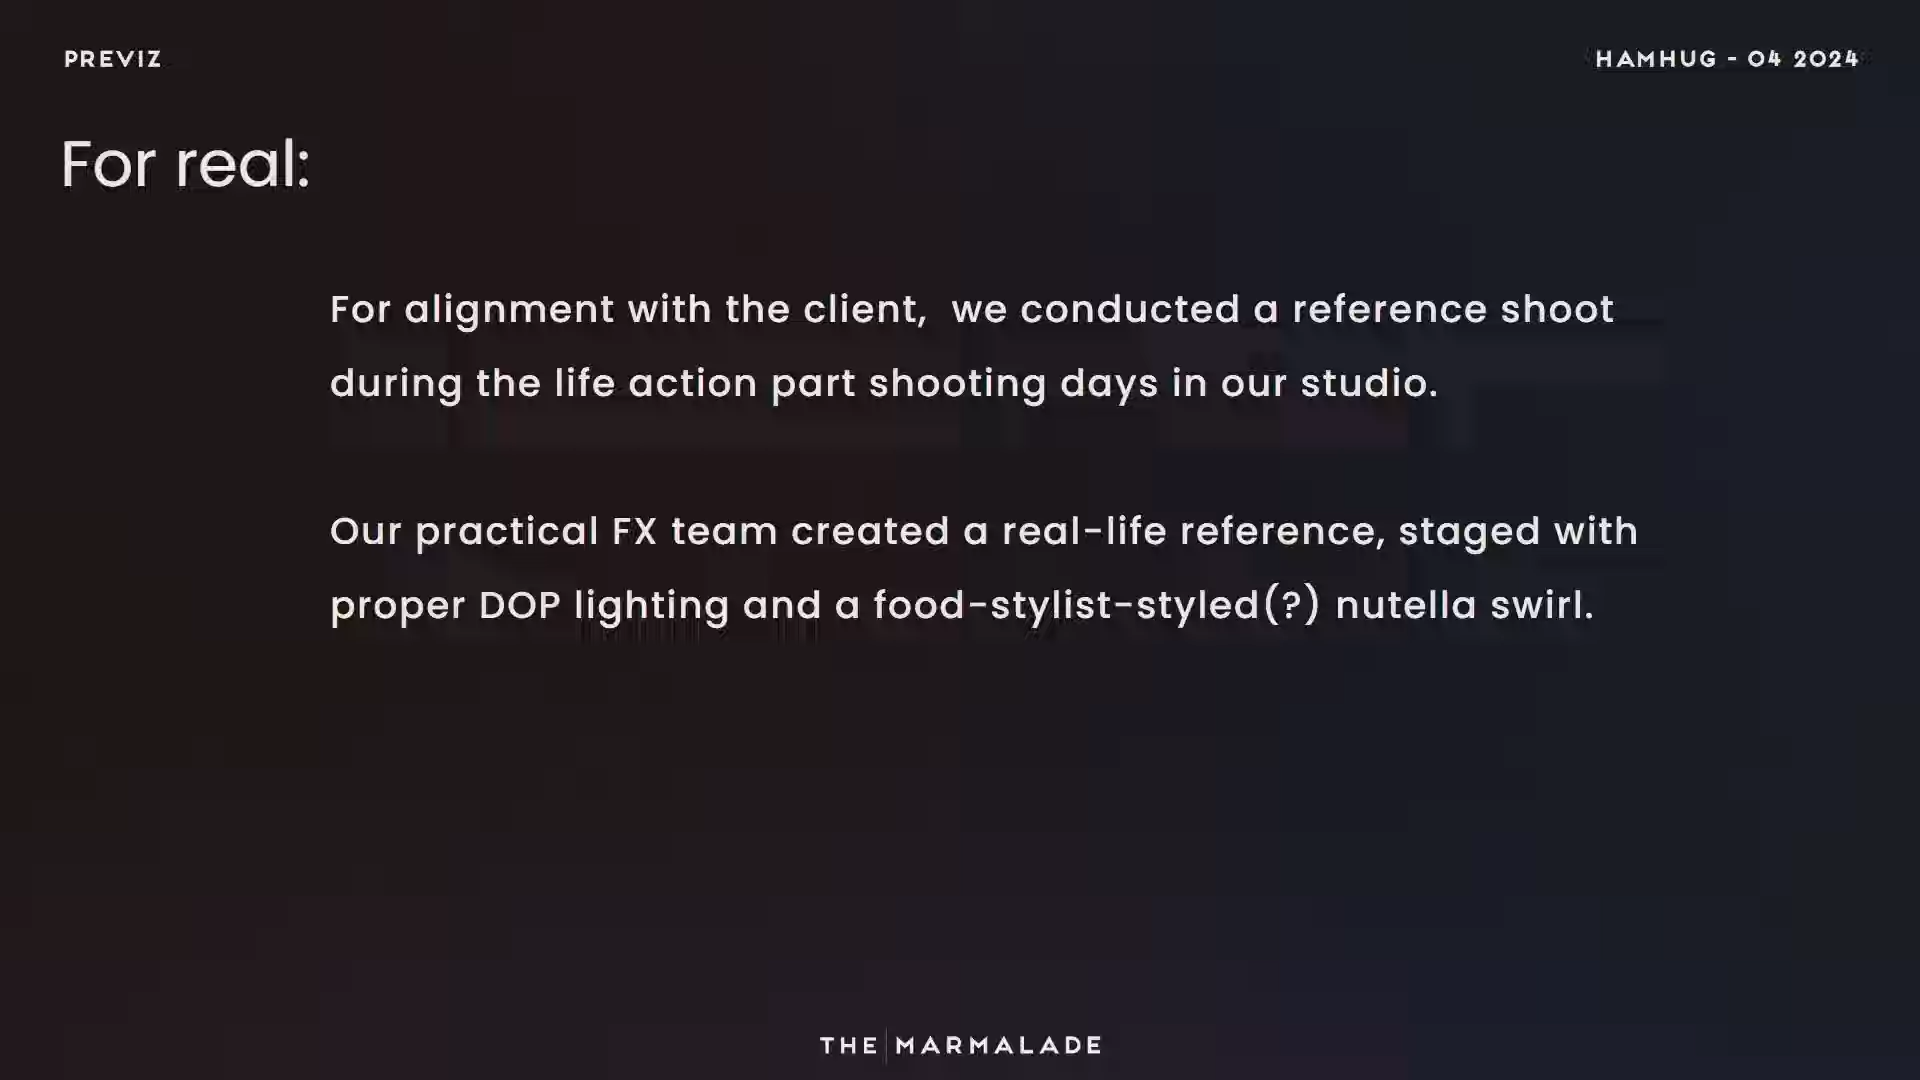 PREVIZ
HAMHUG - 04 2024
For real:
For alignment with the client,  we conducted a reference shoot
during the life action part shooting days in our studio.
Our practical FX team created a real-life reference, staged with
proper DOP lighting and a food-stylist-styled(?) nutella swirl.
THE MARMALADE